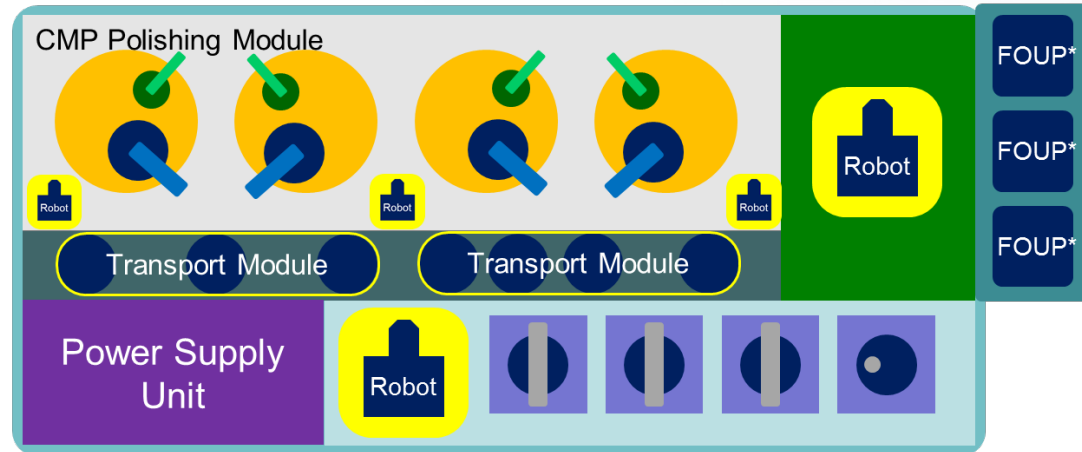 CMP Polishing Module
FOUP*
FOUP*
FOUP*
Robot
Robot
Robot
Robot
Transport Module
Transport Module
Power Supply
Unit
Robot